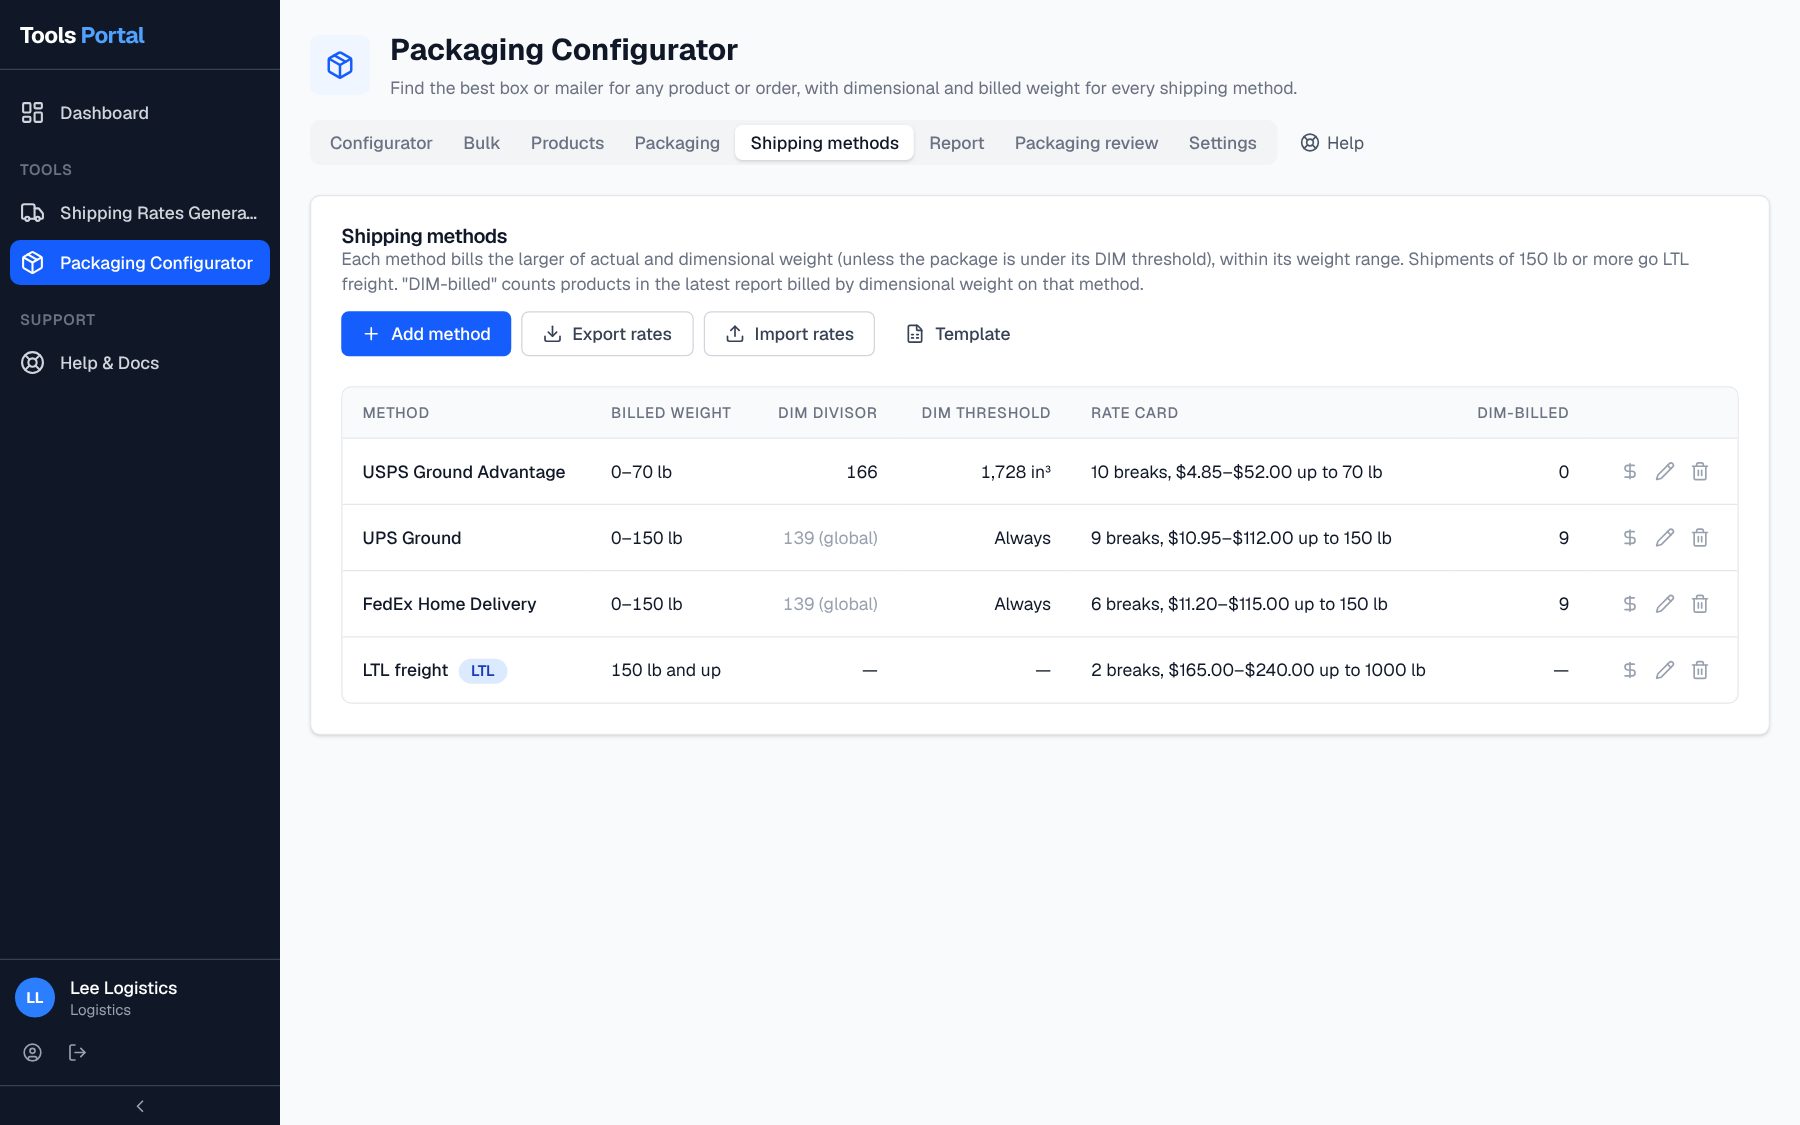 Tools Portal
Dashboard
TOOLS
Shipping Rates Genera...
Packaging Configurator
SUPPORT
Help & Docs
LL
Lee Logistics
Logistics
Packaging Configurator
Find the best box or mailer for any product or order, with dimensional and billed weight for every shipping method.
Configurator Bulk Products Packaging Shipping methods Report Packaging review Settings Help
Shipping methods
Each method bills the larger of actual and dimensional weight (unless the package is under its DIM threshold), within its weight range. Shipments of 150 lb or more go LTL
freight. "DIM-billed" counts products in the latest report billed by dimensional weight on that method.
Add method Export rates Import rates Template
METHOD BILLED WEIGHT DIM DIVISOR DIM THRESHOLD RATE CARD DIM-BILLED
USPS Ground Advantage 0–70 lb 166 1,728 in³ 10 breaks, $4.85–$52.00 up to 70 lb 0
UPS Ground 0–150 lb 139 (global) Always 9 breaks, $10.95–$112.00 up to 150 lb 9
FedEx Home Delivery 0–150 lb 139 (global) Always 6 breaks, $11.20–$115.00 up to 150 lb 9
LTL freight LTL 150 lb and up — — 2 breaks, $165.00–$240.00 up to 1000 lb —